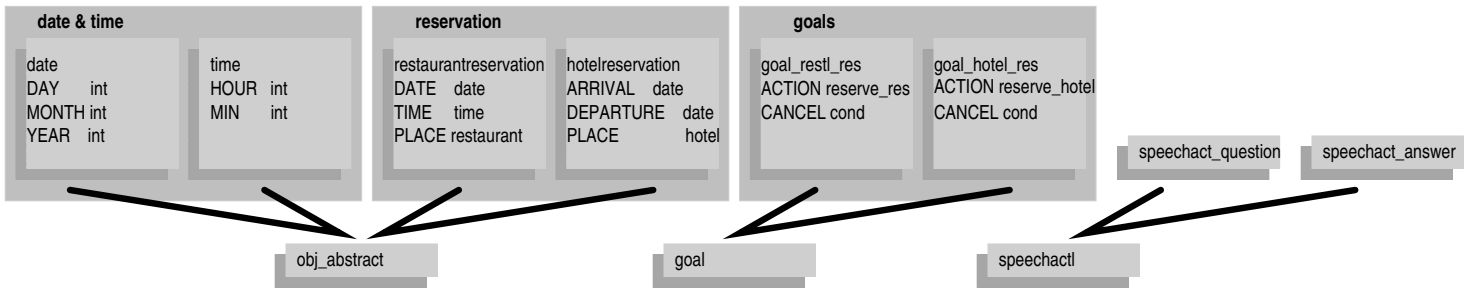 date & time
reservation
goals
date
DAY int
MONTH int
YEAR int
time
HOUR int
MIN int
restaurantreservation
DATE date
TIME time
PLACE restaurant
hotelreservation
ARRIVAL date
DEPARTURE date
PLACE hotel
goal_restl_res
ACTION reserve_res
CANCEL cond
goal_hotel_res
ACTION reserve_hotel
CANCEL cond
speechact_question
speechact_answer
obj_abstract
goal
speechactl